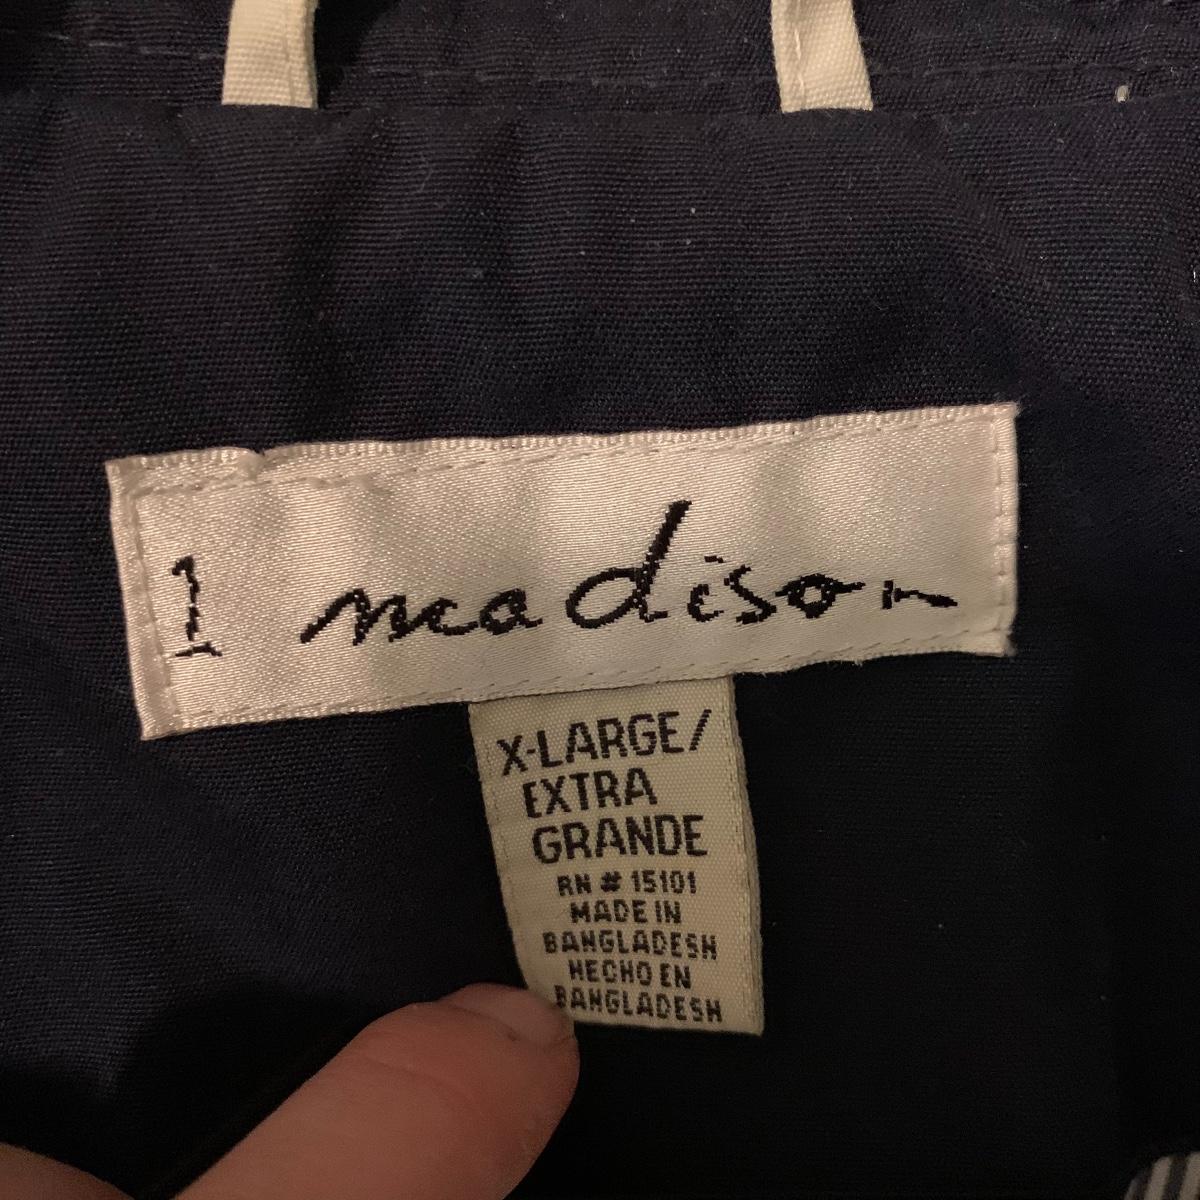 1 madison
X-LARGE/
EXTRA
GRANDE
RN # 15101
MADE IN
BANGLADESH
HECHO EN
BANGLADESH